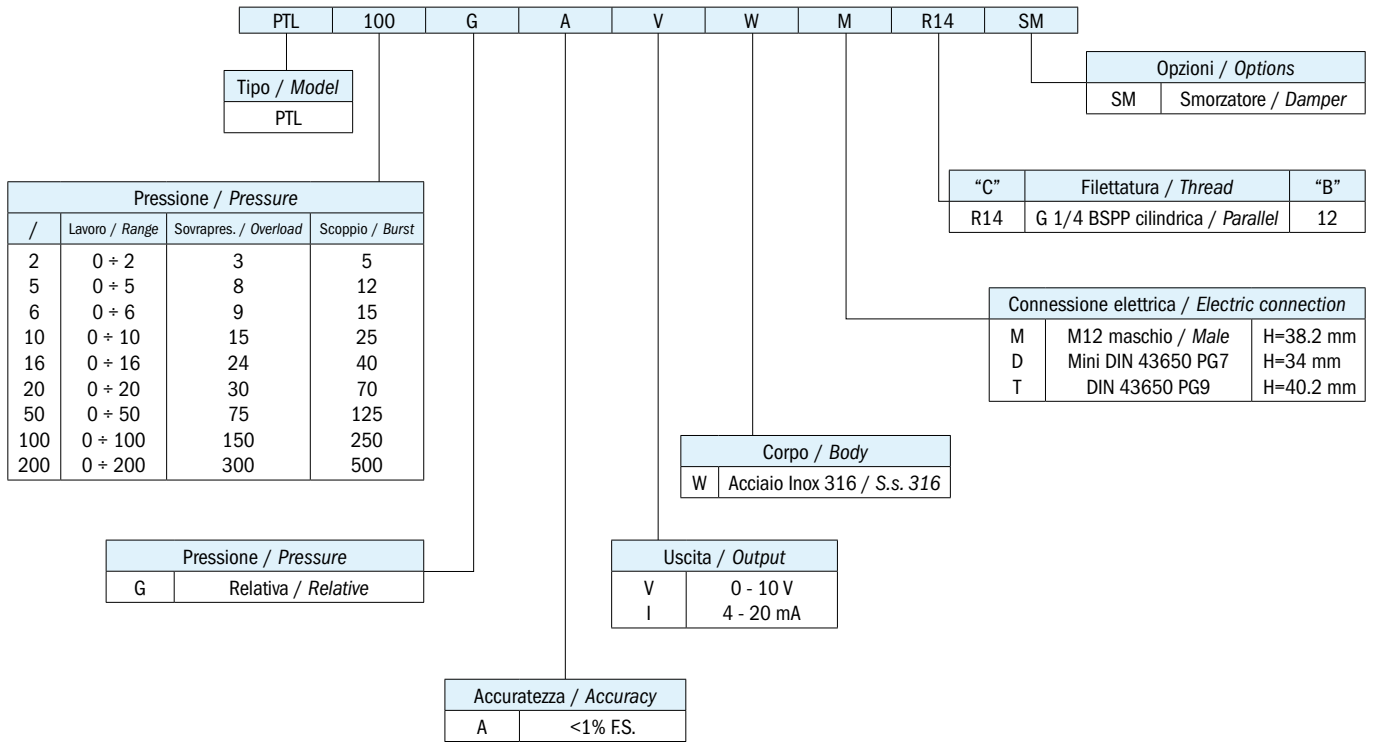 PTL 100 G A V W M R14 SM
Tipo / Model
PTL
Opzioni / Options
SM Smorzatore / Damper
Pressione / Pressure
/ Lavoro / Range Sovrapres. / Overload Scoppio / Burst
2 0 ÷ 2 3 5
5 0 ÷ 5 8 12
6 0 ÷ 6 9 15
10 0 ÷ 10 15 25
16 0 ÷ 16 24 40
20 0 ÷ 20 30 70
50 0 ÷ 50 75 125
100 0 ÷ 100 150 250
200 0 ÷ 200 300 500
“C” Filettatura / Thread “B”
R14 G 1/4 BSPP cilindrica / Parallel 12
Connessione elettrica / Electric connection
M M12 maschio / Male H=38.2 mm
D Mini DIN 43650 PG7 H=34 mm
T DIN 43650 PG9 H=40.2 mm
Corpo / Body
W Acciaio Inox 316 / S.s. 316
Pressione / Pressure
G Relativa / Relative
Uscita / Output
V 0 - 10 V
I 4 - 20 mA
Accuratezza / Accuracy
A <1% F.S.